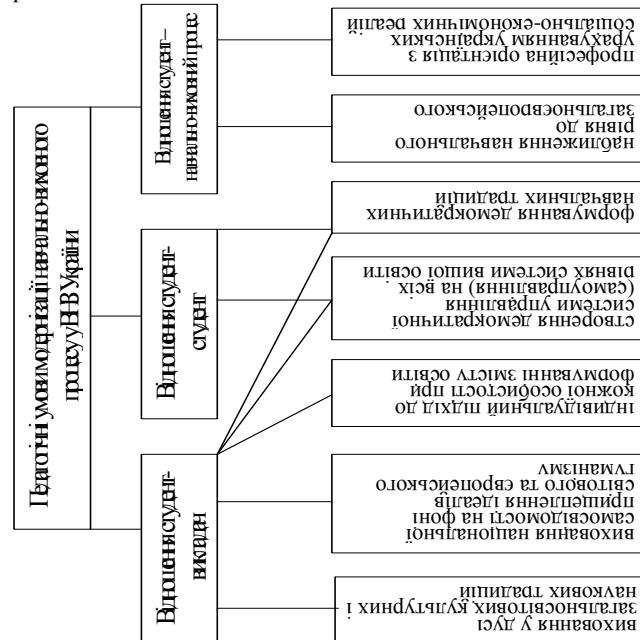 Педагогічні умови модернізації навчально-виховного
процесу у ВНЗ України
Відношення студент –
навчально-виховний процес
Відношення студент-
студент
Відношення студент-
викладач
професійна орієнтація з
урахуванням українських
соціально-економічних реалій
наближення навчального
рівня до
загальноєвропейського
формування демократичних
навчальних традицій
створення демократичної
системи управління
(самоуправління) на всіх
рівнях системи вищої освіти
індивідуальний підхід до
кожної особистості при
формуванні змісту освіти
виховання національної
самосвідомості на фоні
прищеплення ідеалів
світового та європейського
гуманізму
виховання у дусі
загальносвітових культурних і
наукових традицій